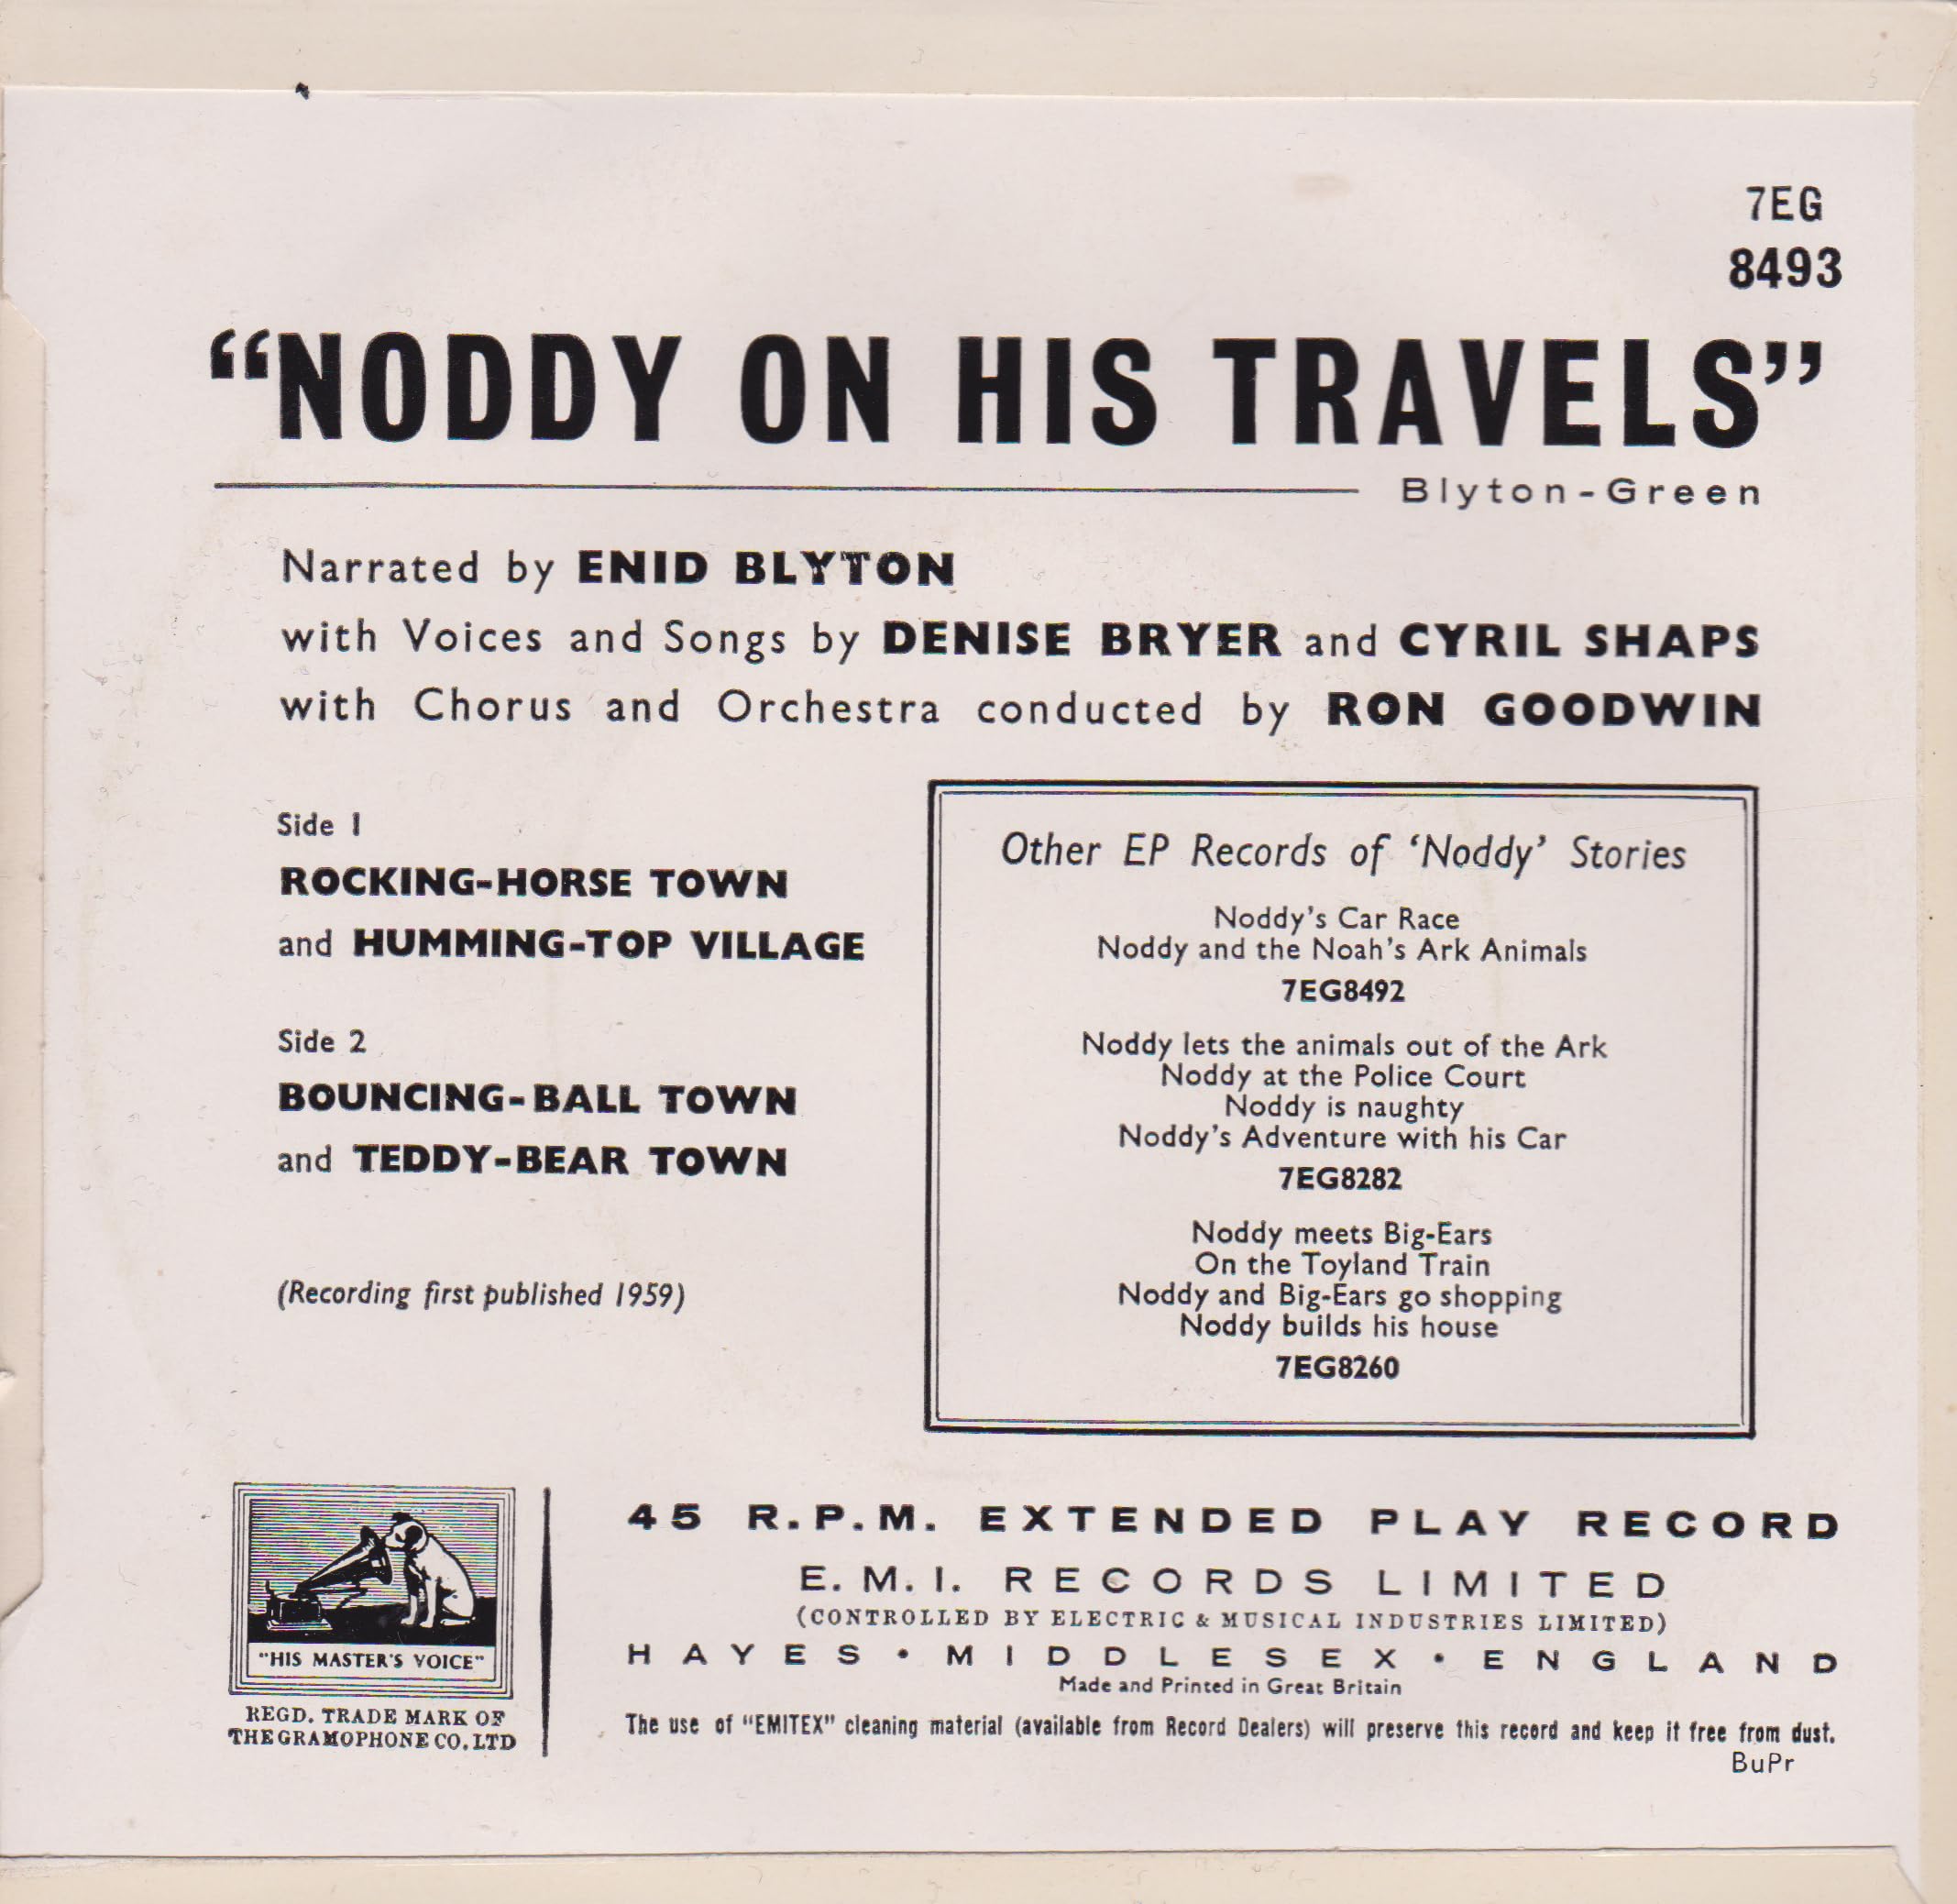 7EG
8493
“NODDY ON HIS TRAVELS”
Blyton-Green
Narrated by ENID BLYTON
with Voices and Songs by DENISE BRYER and CYRIL SHAPS
with Chorus and Orchestra conducted by RON GOODWIN
Side 1
ROCKING-HORSE TOWN
and HUMMING-TOP VILLAGE
Side 2
BOUNCING-BALL TOWN
and TEDDY-BEAR TOWN
(Recording first published 1959)
Other EP Records of ‘Noddy’ Stories
Noddy’s Car Race
Noddy and the Noah’s Ark Animals
7EG8492
Noddy lets the animals out of the Ark
Noddy at the Police Court
Noddy is naughty
Noddy’s Adventure with his Car
7EG8282
Noddy meets Big-Ears
On the Toyland Train
Noddy and Big-Ears go shopping
Noddy builds his house
7EG8260
"HIS MASTER'S VOICE"
REGD. TRADE MARK OF
THE GRAMOPHONE CO. LTD
45 R.P.M. EXTENDED PLAY RECORD
E. M. I. RECORDS LIMITED
(CONTROLLED BY ELECTRIC & MUSICAL INDUSTRIES LIMITED)
HAYES • MIDDLESEX • ENGLAND
Made and Printed in Great Britain
The use of "EMITEX" cleaning material (available from Record Dealers) will preserve this record and keep it free from dust.
BuPr